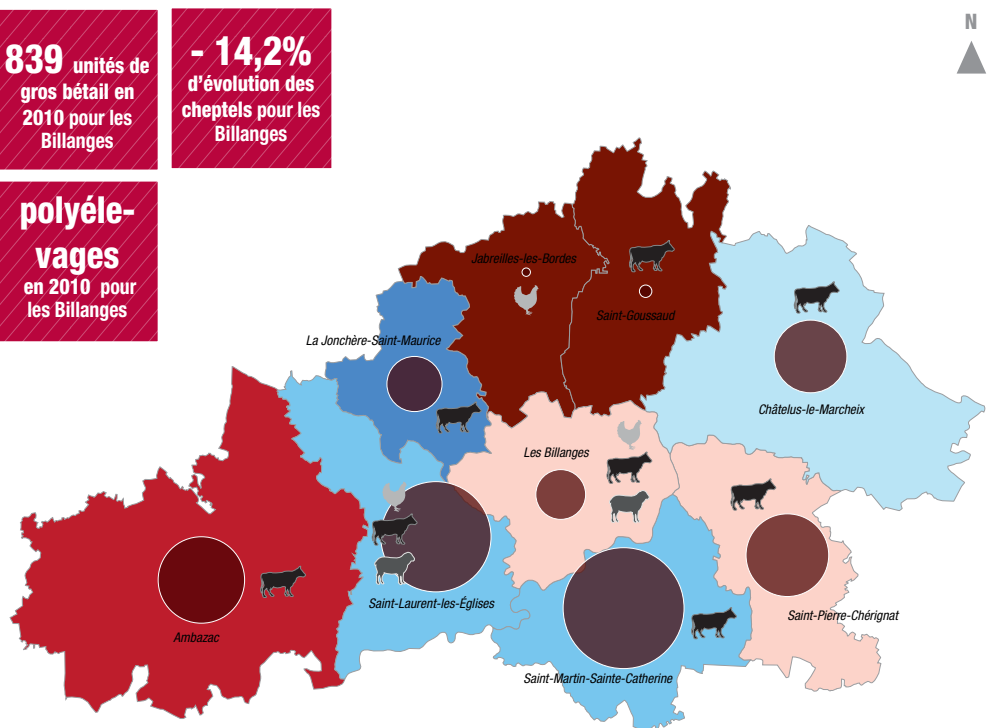 839 unités de
gros bétail en
2010 pour les
Billanges
- 14,2%
d'évolution des
cheptels pour les
Billanges
N
polyéle-
vages
en 2010 pour
les Billanges
Jabreilles-les-Bordes
Saint-Goussaud
La Jonchère-Saint-Maurice
Châtelus-le-Marcheix
Les Billanges
Saint-Laurent-les-Églises
Saint-Pierre-Chérignat
Ambazac
Saint-Martin-Sainte-Catherine